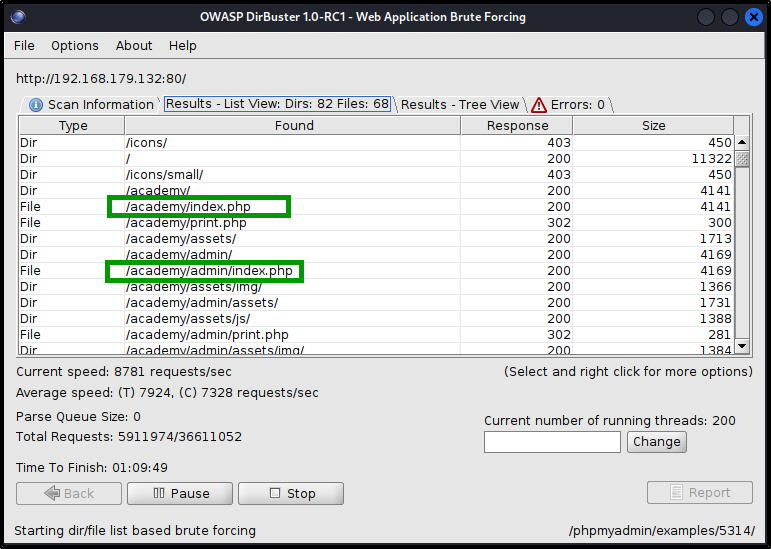 OWASP DirBuster 1.0-RC1 - Web Application Brute Forcing
File Options About Help
http://192.168.179.132:80/
Scan Information Results - List View: Dirs: 82 Files: 68 Results - Tree View Errors: 0
Type Found Response Size
Dir /icons/ 403 450
Dir / 200 11322
Dir /icons/small/ 403 450
Dir /academy/ 200 4141
File /academy/index.php 200 4141
File /academy/print.php 302 300
Dir /academy/assets/ 200 1713
Dir /academy/admin/ 200 4169
File /academy/admin/index.php 200 4169
Dir /academy/assets/img/ 200 1366
Dir /academy/admin/assets/ 200 1731
Dir /academy/assets/js/ 200 1388
File /academy/admin/print.php 302 281
Dir /academy/admin/assets/img/ 200 1384
Current speed: 8781 requests/sec (Select and right click for more options)
Average speed: (T) 7924, (C) 7328 requests/sec
Parse Queue Size: 0
Current number of running threads: 200
Total Requests: 5911974/36611052
Change
Time To Finish: 01:09:49
Back Pause Stop Report
Starting dir/file list based brute forcing /phpmyadmin/examples/5314/